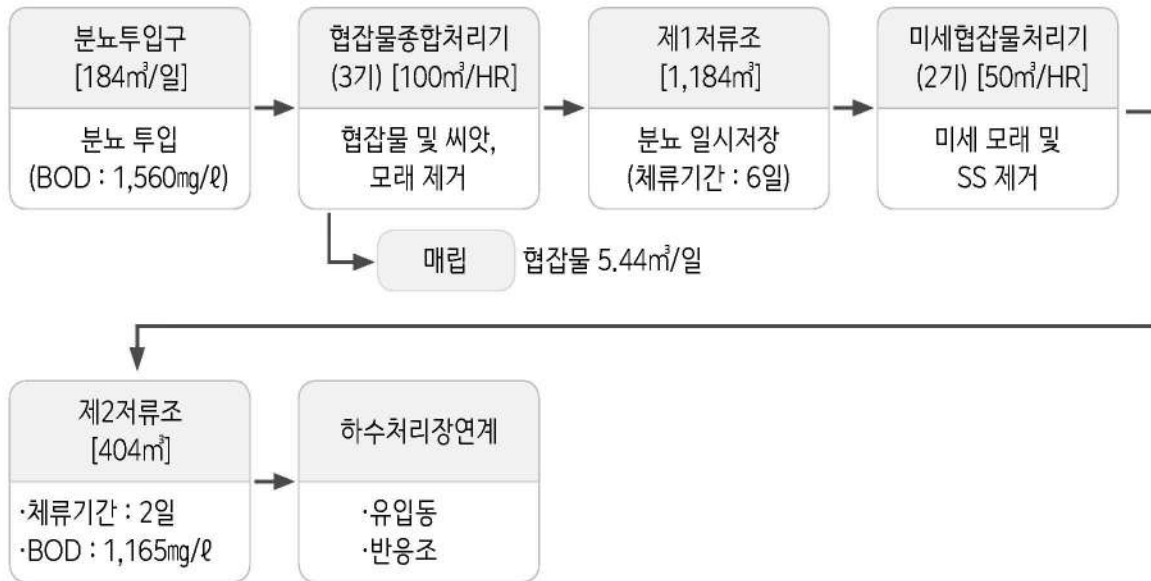 분뇨투입구
[184㎥/일]
분뇨 투입
(BOD : 1,560㎎/ℓ)
협잡물종합처리기
(3기) [100㎥/HR]
협잡물 및 씨앗,
모래 제거
제1저류조
[1,184㎥]
분뇨 일시저장
(체류기간 : 6일)
미세협잡물처리기
(2기) [50㎥/HR]
미세 모래 및
SS 제거
매립
협잡물 5.44㎥/일
제2저류조
[404㎥]
·체류기간 : 2일
·BOD : 1,165㎎/ℓ
하수처리장연계
·유입동
·반응조